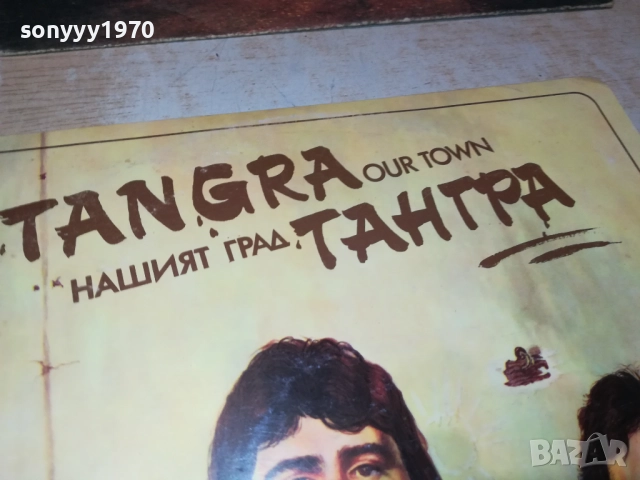 sonyyy1970
TANGRA OUR TOWN
НАШИЯТ ГРАД ТАНГРА
BAZAR